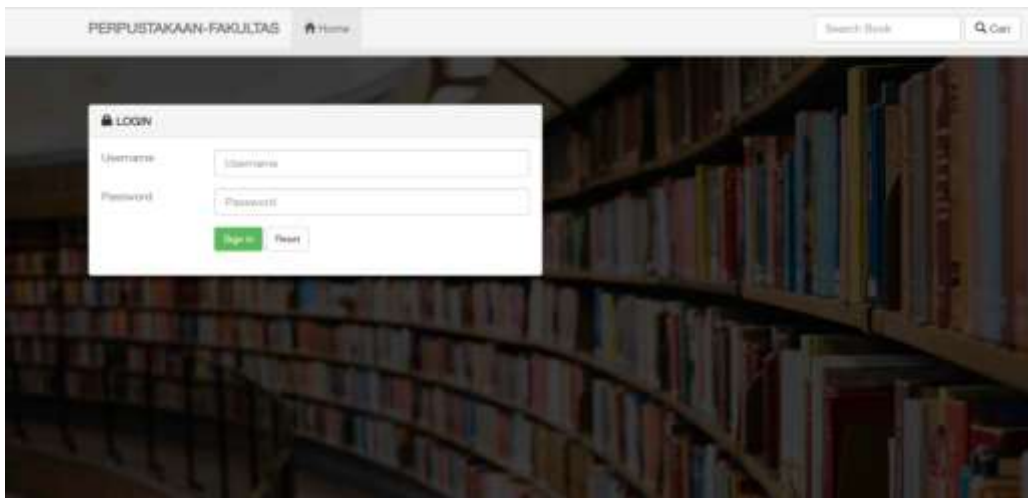 PERPUSTAKAAN-FAKULTAS Home Search Book Cari
LOGIN
Username Username
Password Password
Sign in Reset